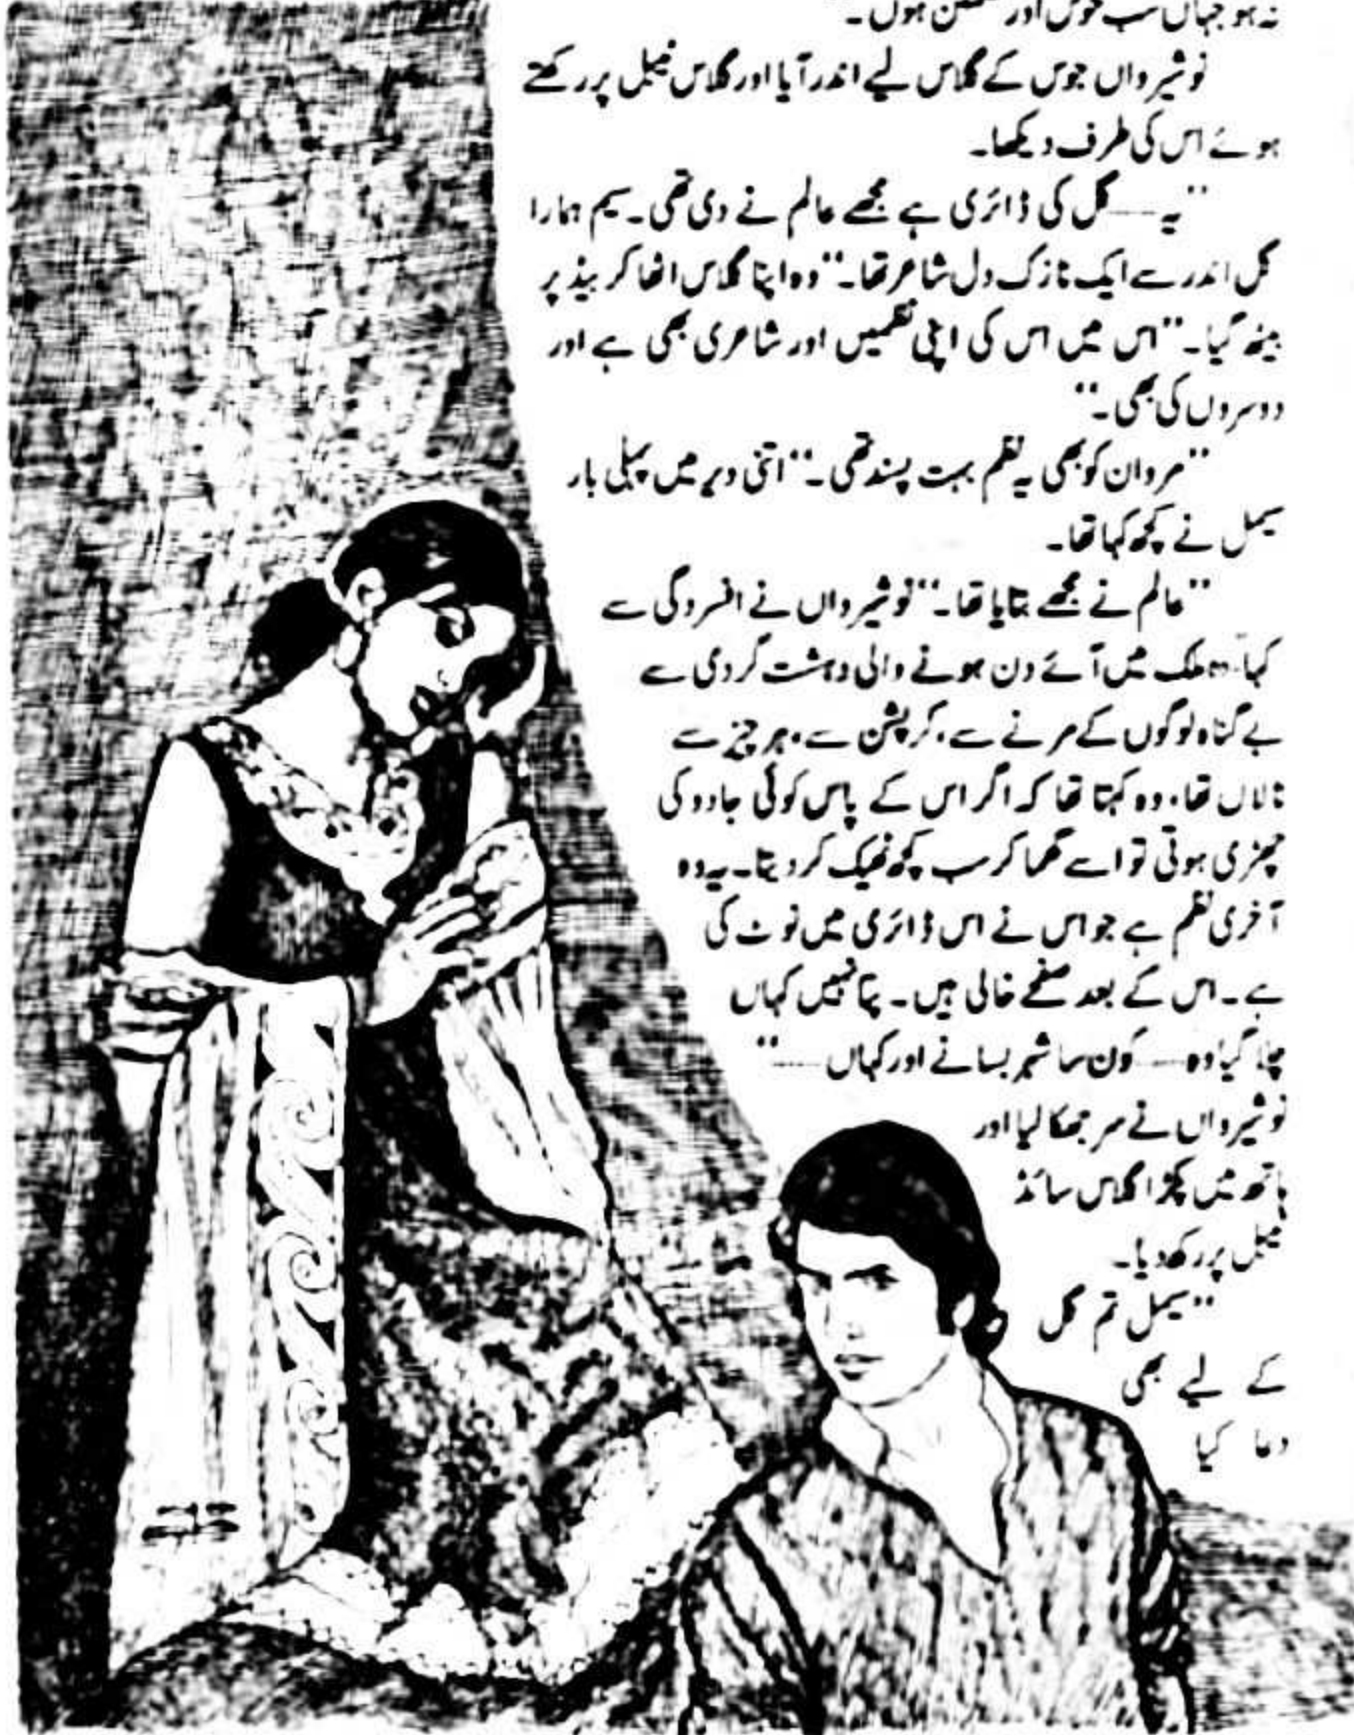 نہ ہو جہاں سب خوش اور مطمئن ہوں۔
نوشیرواں جوس کے گلاس لیے اندر آیا اور گلاس ٹیبل پر رکھتے
ہوئے اس کی طرف دیکھا۔
”یہ ..... گل کی ڈائری ہے مجھے عالم نے دی تھی۔ سیم ہمارا
گل اندر سے ایک نازک دل شاعر تھا۔“ وہ اپنا گلاس اٹھا کر بیڈ پر
بیٹھ گیا۔ ”اس میں اس کی اپنی نظمیں اور شاعری بھی ہے اور
دوسروں کی بھی۔“
”مروان کو بھی یہ نظم بہت پسند تھی۔“ اتنی دیر میں پہلی بار
سیمل نے کچھ کہا تھا۔
”عالم نے مجھے بتایا تھا۔“ نوشیرواں نے افسردگی سے
کہا۔ ”وہ ملک میں آئے دن ہونے والی دہشت گردی سے
بے گناہ لوگوں کے مرنے سے، کرپشن سے، ہر چیز سے
نالاں تھا، وہ کہتا تھا کہ اگر اس کے پاس کوئی جادو کی
چھڑی ہوتی تو اسے گھما کر سب کچھ ٹھیک کر دیتا۔ یہ وہ
آخری نظم ہے جو اس نے اس ڈائری میں نوٹ کی
ہے۔ اس کے بعد صفحے خالی ہیں۔ پتا نہیں کہاں
چلا گیا وہ ..... کون سا شہر بسانے اور کہاں .....“
نوشیرواں نے سر جھکا لیا اور
ہاتھ میں پکڑا گلاس سائڈ
ٹیبل پر رکھ دیا۔
”سیمل تم گل
کے لیے بھی
دعا کیا